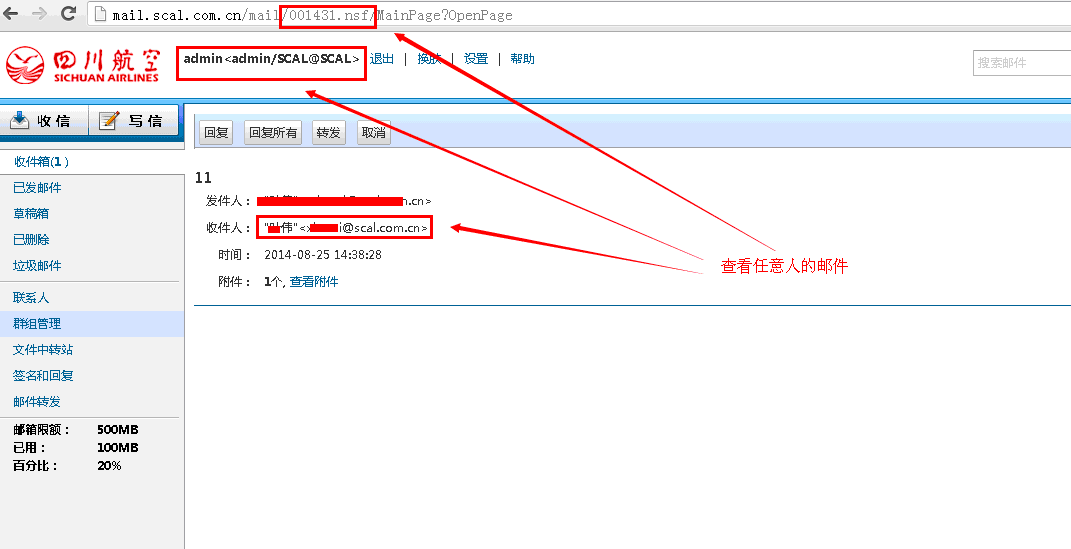 mail.scal.com.cn/mail/001431.nsf/MainPage?OpenPage
四川航空
SICHUAN AIRLINES
admin<admin/SCAL@SCAL> 退出 | 换肤 | 设置 | 帮助
搜索邮件
收信 写信
回复 回复所有 转发 取消
收件箱(1)
已发邮件
草稿箱
已删除
垃圾邮件
联系人
群组管理
文件中转站
签名和回复
邮件转发
邮箱限额： 500MB
已用： 100MB
百分比： 20%
11
发件人： n.cn>
收件人： 伟"< i@scal.com.cn>
时间： 2014-08-25 14:38:28
附件： 1个, 查看附件
查看任意人的邮件